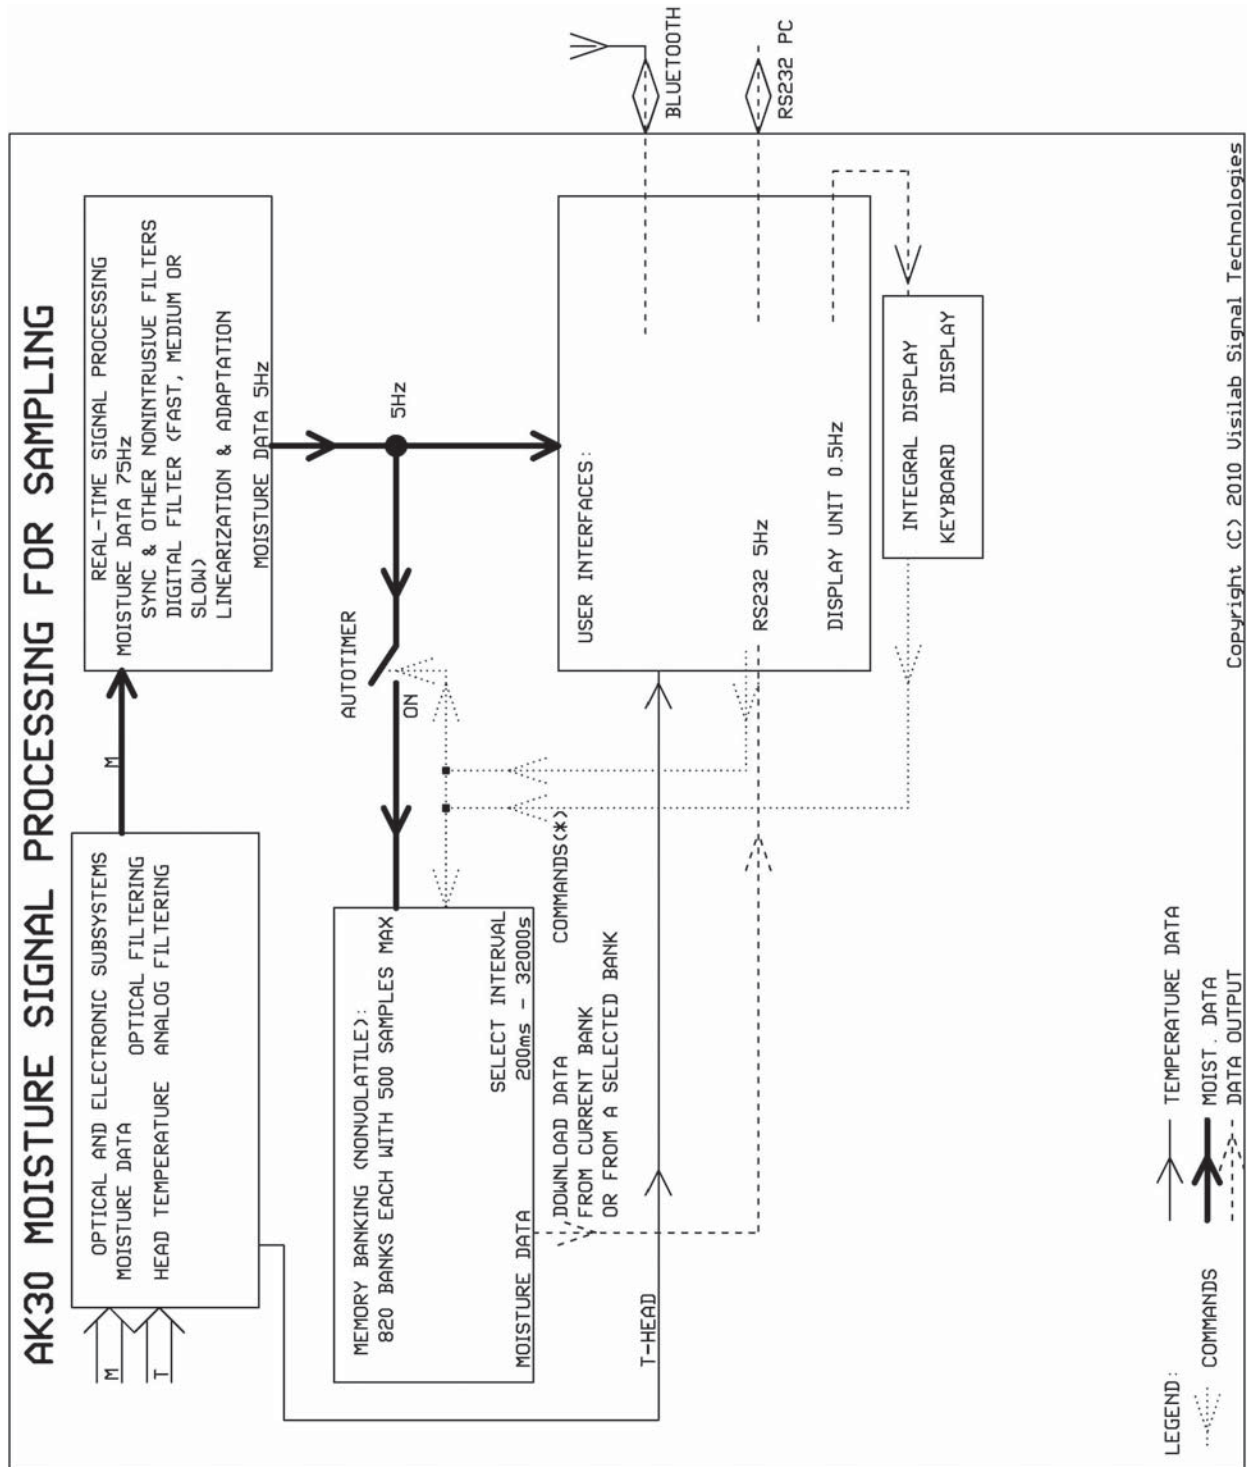 AK30 MOISTURE SIGNAL PROCESSING FOR SAMPLING
M
T
OPTICAL AND ELECTRONIC SUBSYSTEMS
MOISTURE DATA OPTICAL FILTERING
HEAD TEMPERATURE ANALOG FILTERING
M
REAL-TIME SIGNAL PROCESSING
MOISTURE DATA 75Hz
SYNC & OTHER NONINTRUSIVE FILTERS
DIGITAL FILTER (FAST, MEDIUM OR
SLOW)
LINEARIZATION & ADAPTATION
MOISTURE DATA 5Hz
5Hz
AUTOTIMER
ON
MEMORY BANKING (NONVOLATILE):
820 BANKS EACH WITH 500 SAMPLES MAX
SELECT INTERVAL
200ms - 32000s
MOISTURE DATA
DOWNLOAD DATA
FROM CURRENT BANK
OR FROM A SELECTED BANK
COMMANDS(*)
T-HEAD
USER INTERFACES:
RS232 5Hz
DISPLAY UNIT 0.5Hz
BLUETOOTH
RS232 PC
INTEGRAL DISPLAY
KEYBOARD DISPLAY
LEGEND:
TEMPERATURE DATA
COMMANDS
MOIST. DATA
DATA OUTPUT
Copyright (C) 2010 Visilab Signal Technologies